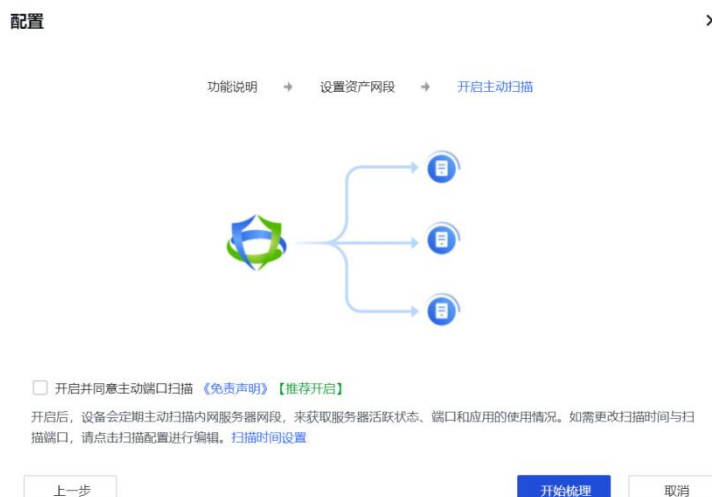 配置
功能说明 → 设置资产网段 → 开启主动扫描
开启并同意主动端口扫描 《免责声明》【推荐开启】
开启后，设备会定期主动扫描内网服务器网段，来获取服务器活跃状态、端口和应用的使用情况。如需更改扫描时间与扫
描端口，请点击扫描配置进行编辑。扫描时间设置
上一步 开始梳理 取消